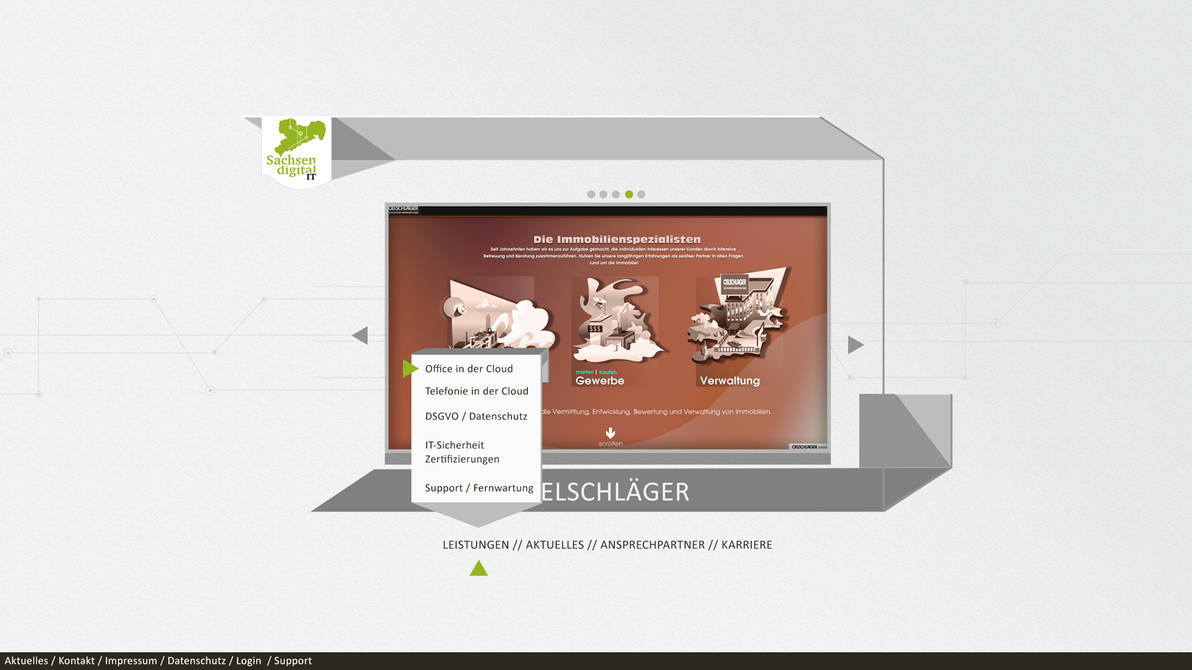 Sachsen
digital
IT
OELSCHLÄGER
Die Immobilienspezialisten
Seit Jahrzehnten haben wir es uns zur Aufgabe gemacht, die individuellen Interessen unserer Kunden durch intensive
Betreuung und Beratung zusammenzuführen. Nutzen Sie unsere langjährigen Erfahrungen als seriöser Partner in allen Fragen
rund um die Immobilien
OELSCHLÄGER
$$$
mieten | kaufen
Gewerbe
Verwaltung
die Vermittlung, Entwicklung, Bewertung und Verwaltung von Immobilien.
scrollen
OELSCHLÄGER
Office in der Cloud
Telefonie in der Cloud
DSGVO / Datenschutz
IT-Sicherheit
Zertifizierungen
Support / Fernwartung
ELSCHLÄGER
LEISTUNGEN // AKTUELLES // ANSPRECHPARTNER // KARRIERE
Aktuelles / Kontakt / Impressum / Datenschutz / Login / Support